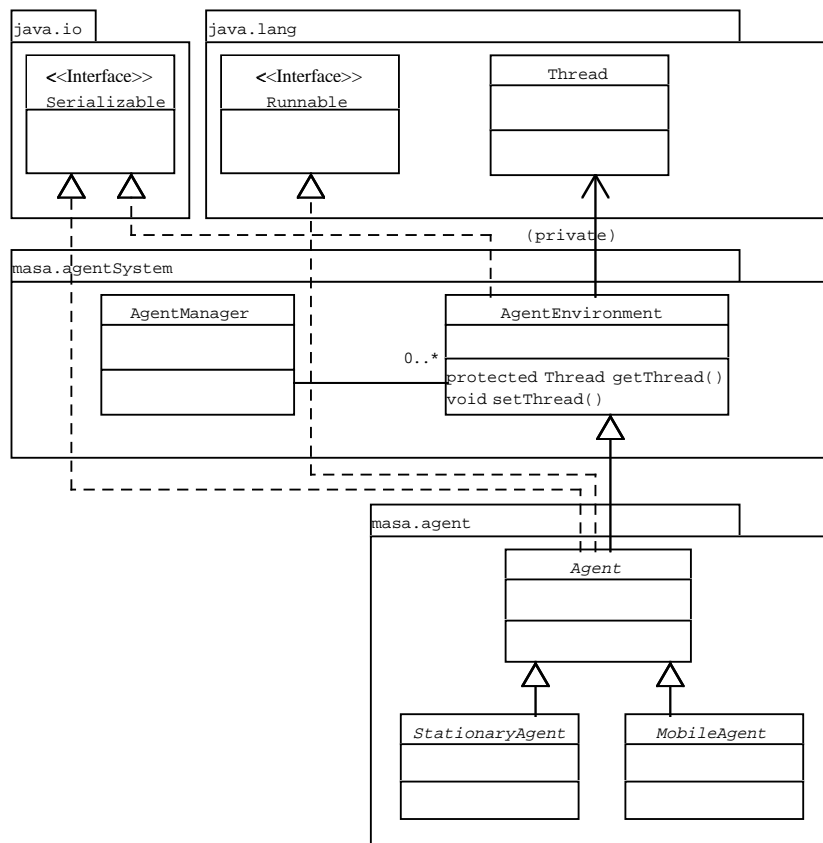 java.io
java.lang
<<Interface>>
Serializable
<<Interface>>
Runnable
Thread
(private)
masa.agentSystem
AgentManager
AgentEnvironment
0..*
protected Thread getThread()
void setThread()
masa.agent
Agent
StationaryAgent
MobileAgent